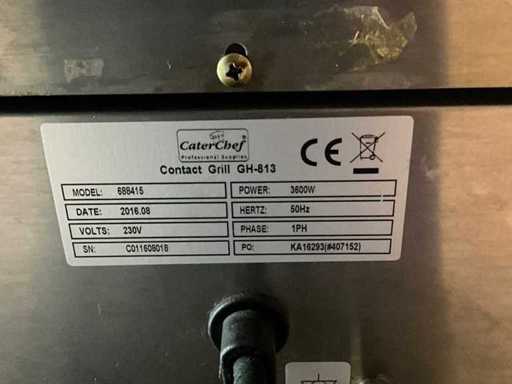 CaterChef®
Professional Supplies
Contact Grill GH-813
CE
MODEL: 688415 POWER: 3600W
DATE: 2016.08 HERTZ: 50Hz
VOLTS: 230V PHASE: 1PH
SN: C011608018 PO: KA16293(#407152)